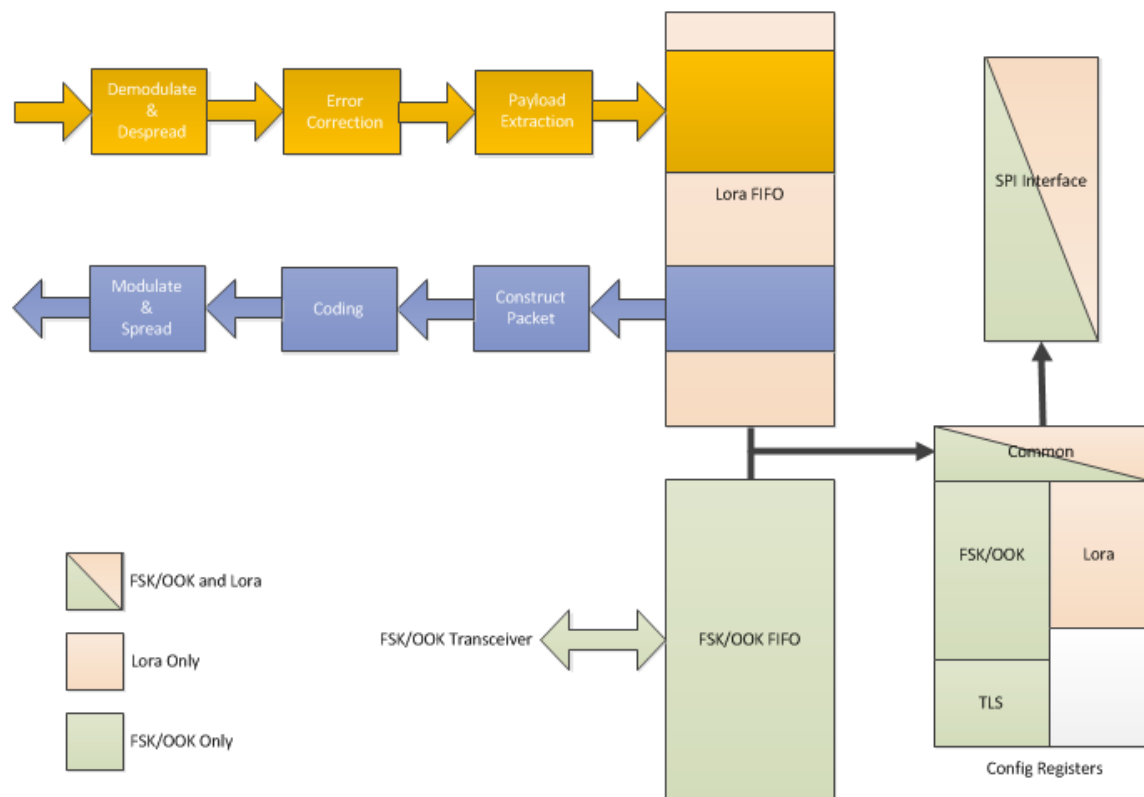 Demodulate
&
Despread
Error
Correction
Payload
Extraction
Lora FIFO
SPI Interface
Modulate
&
Spread
Coding
Construct
Packet
Common
FSK/OOK
Lora
TLS
Config Registers
FSK/OOK and Lora
Lora Only
FSK/OOK Only
FSK/OOK Transceiver
FSK/OOK FIFO